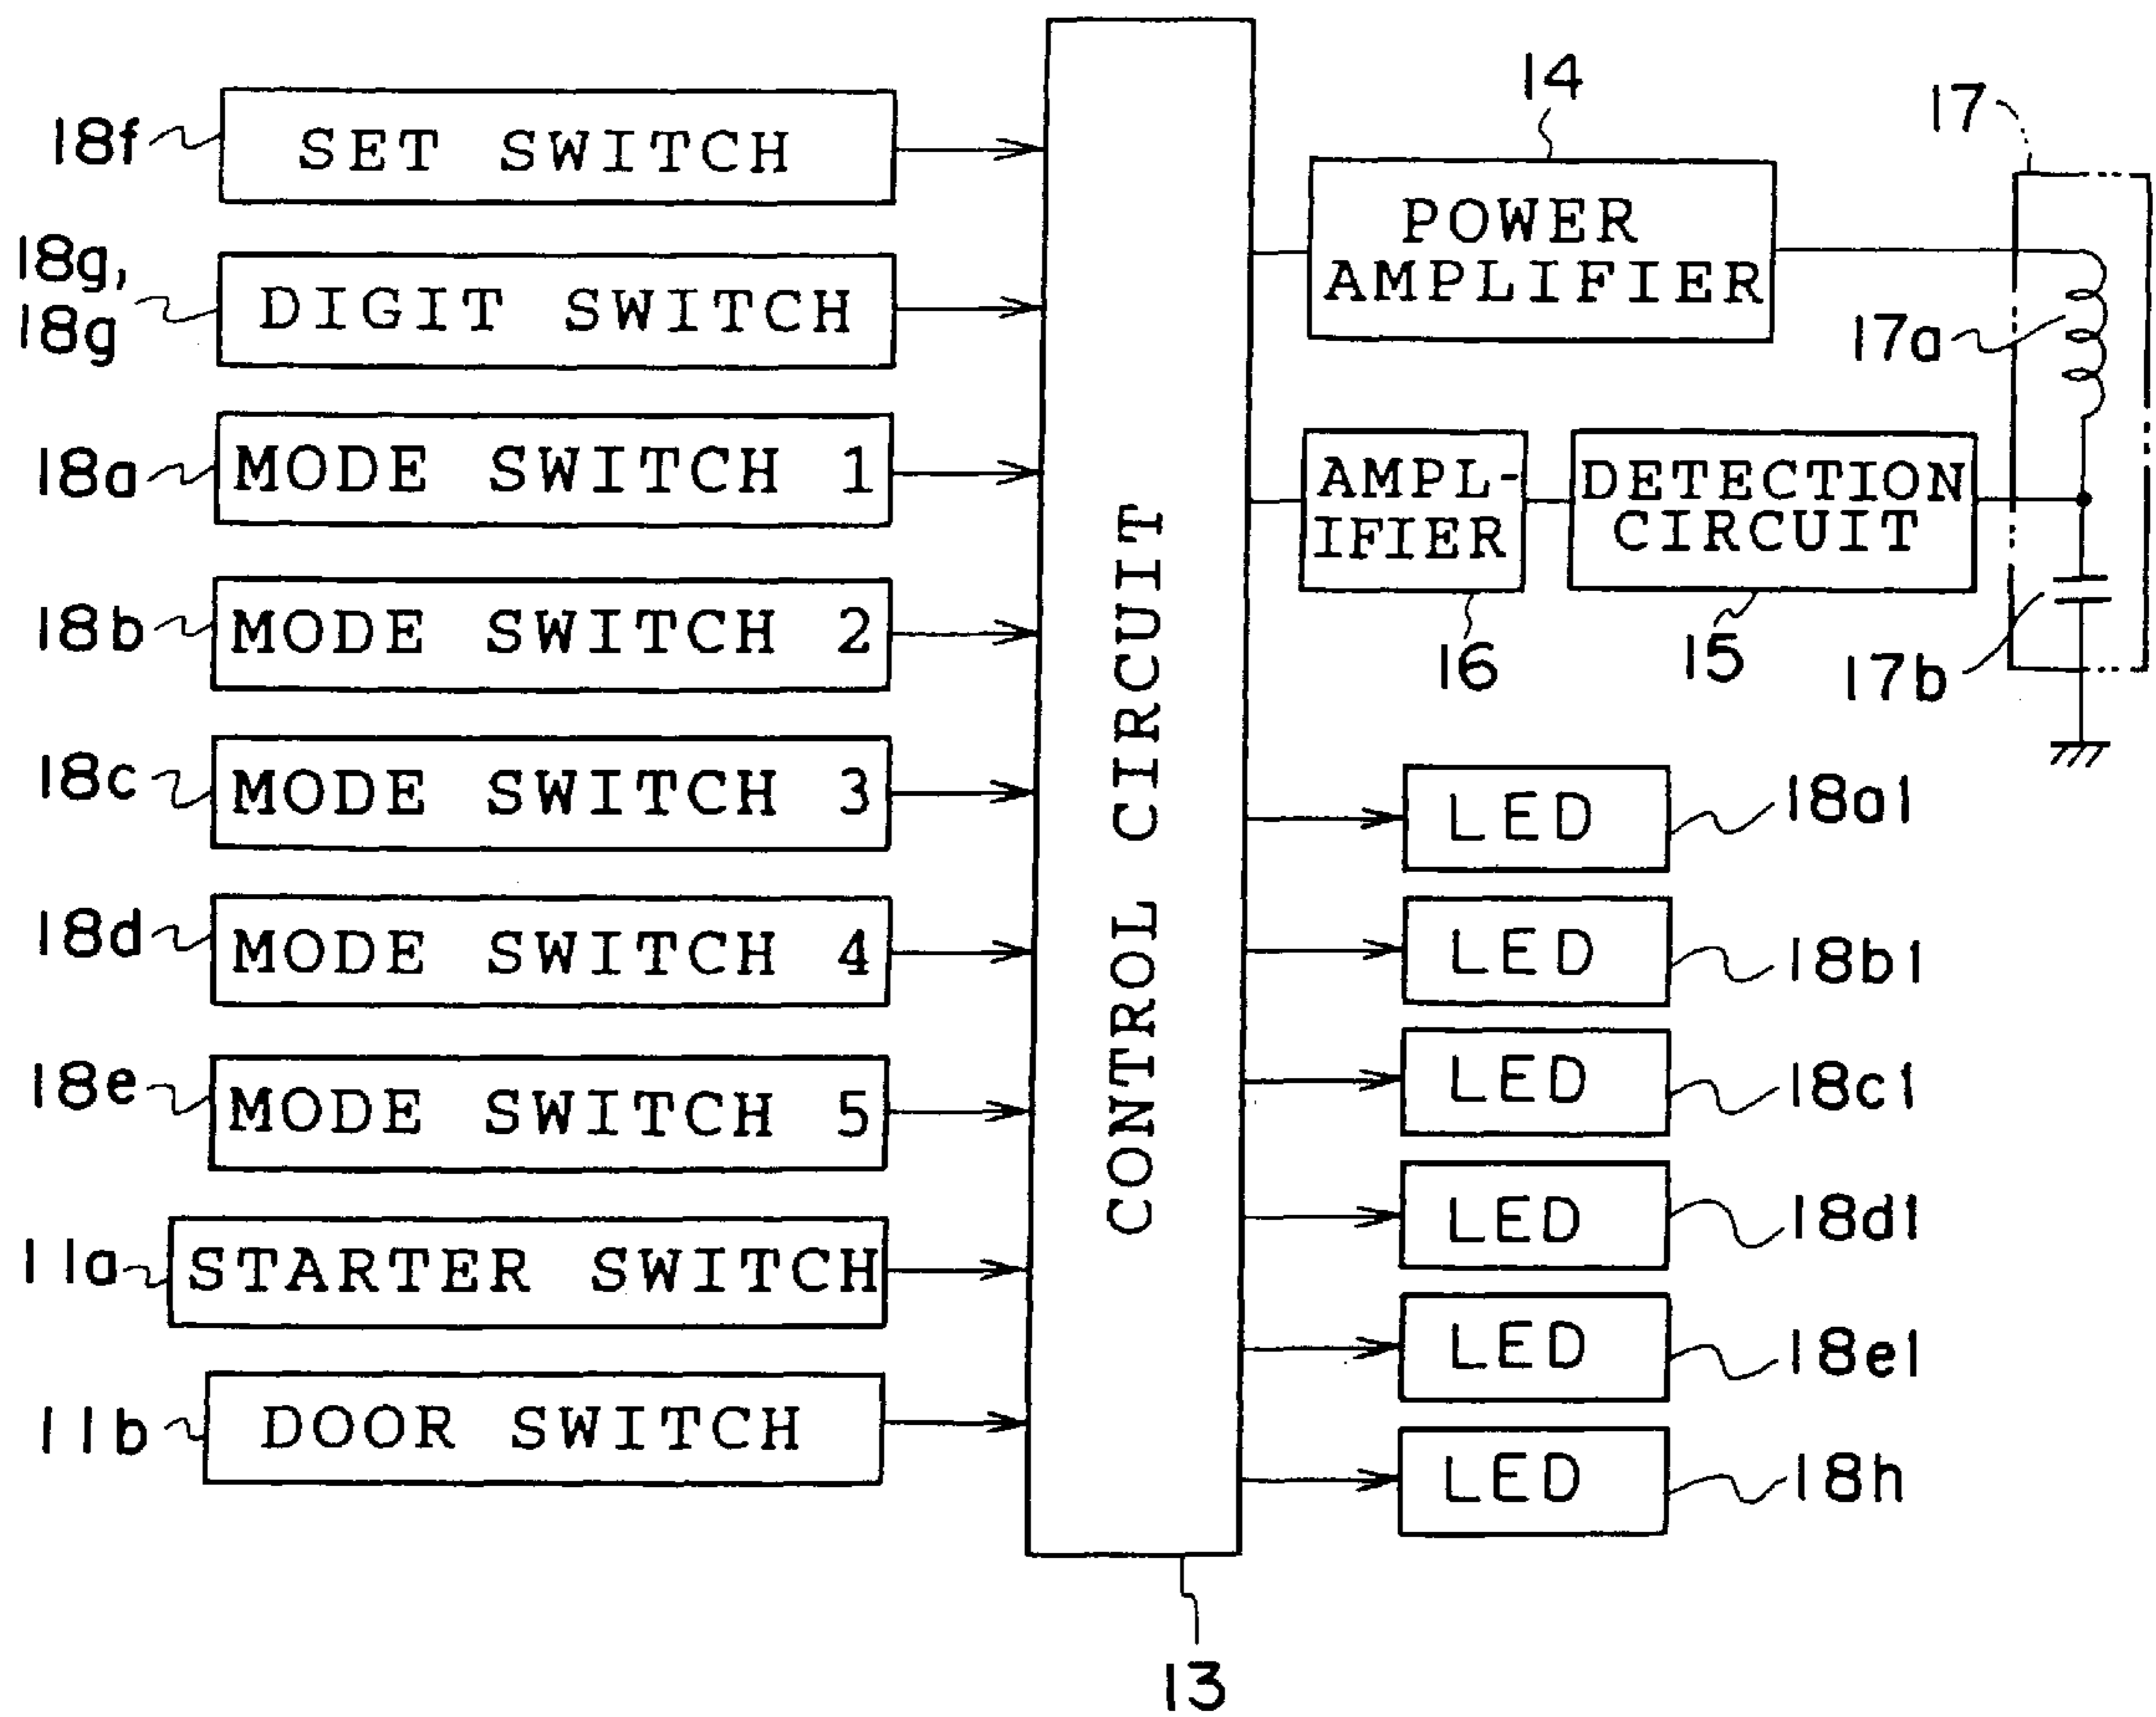 18f
SET SWITCH
18g,
18g
DIGIT SWITCH
18a
MODE SWITCH 1
18b
MODE SWITCH 2
18c
MODE SWITCH 3
18d
MODE SWITCH 4
18e
MODE SWITCH 5
11a
STARTER SWITCH
11b
DOOR SWITCH
CONTROL CIRCUIT
13
14
POWER
AMPLIFIER
17
17a
AMPL-
IFIER
16
DETECTION
CIRCUIT
15
17b
LED
18a1
LED
18b1
LED
18c1
LED
18d1
LED
18e1
LED
18h